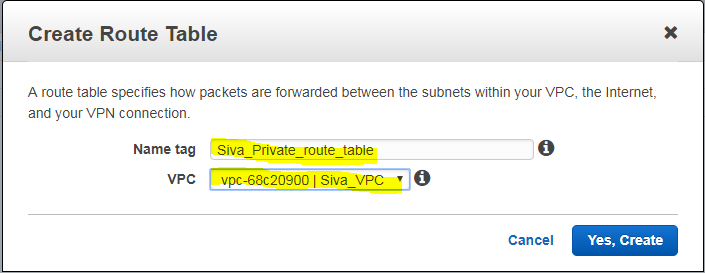 Create Route Table
A route table specifies how packets are forwarded between the subnets within your VPC, the Internet,
and your VPN connection.
Name tag Siva_Private_route_table
VPC vpc-68c20900 | Siva_VPC
Cancel Yes, Create